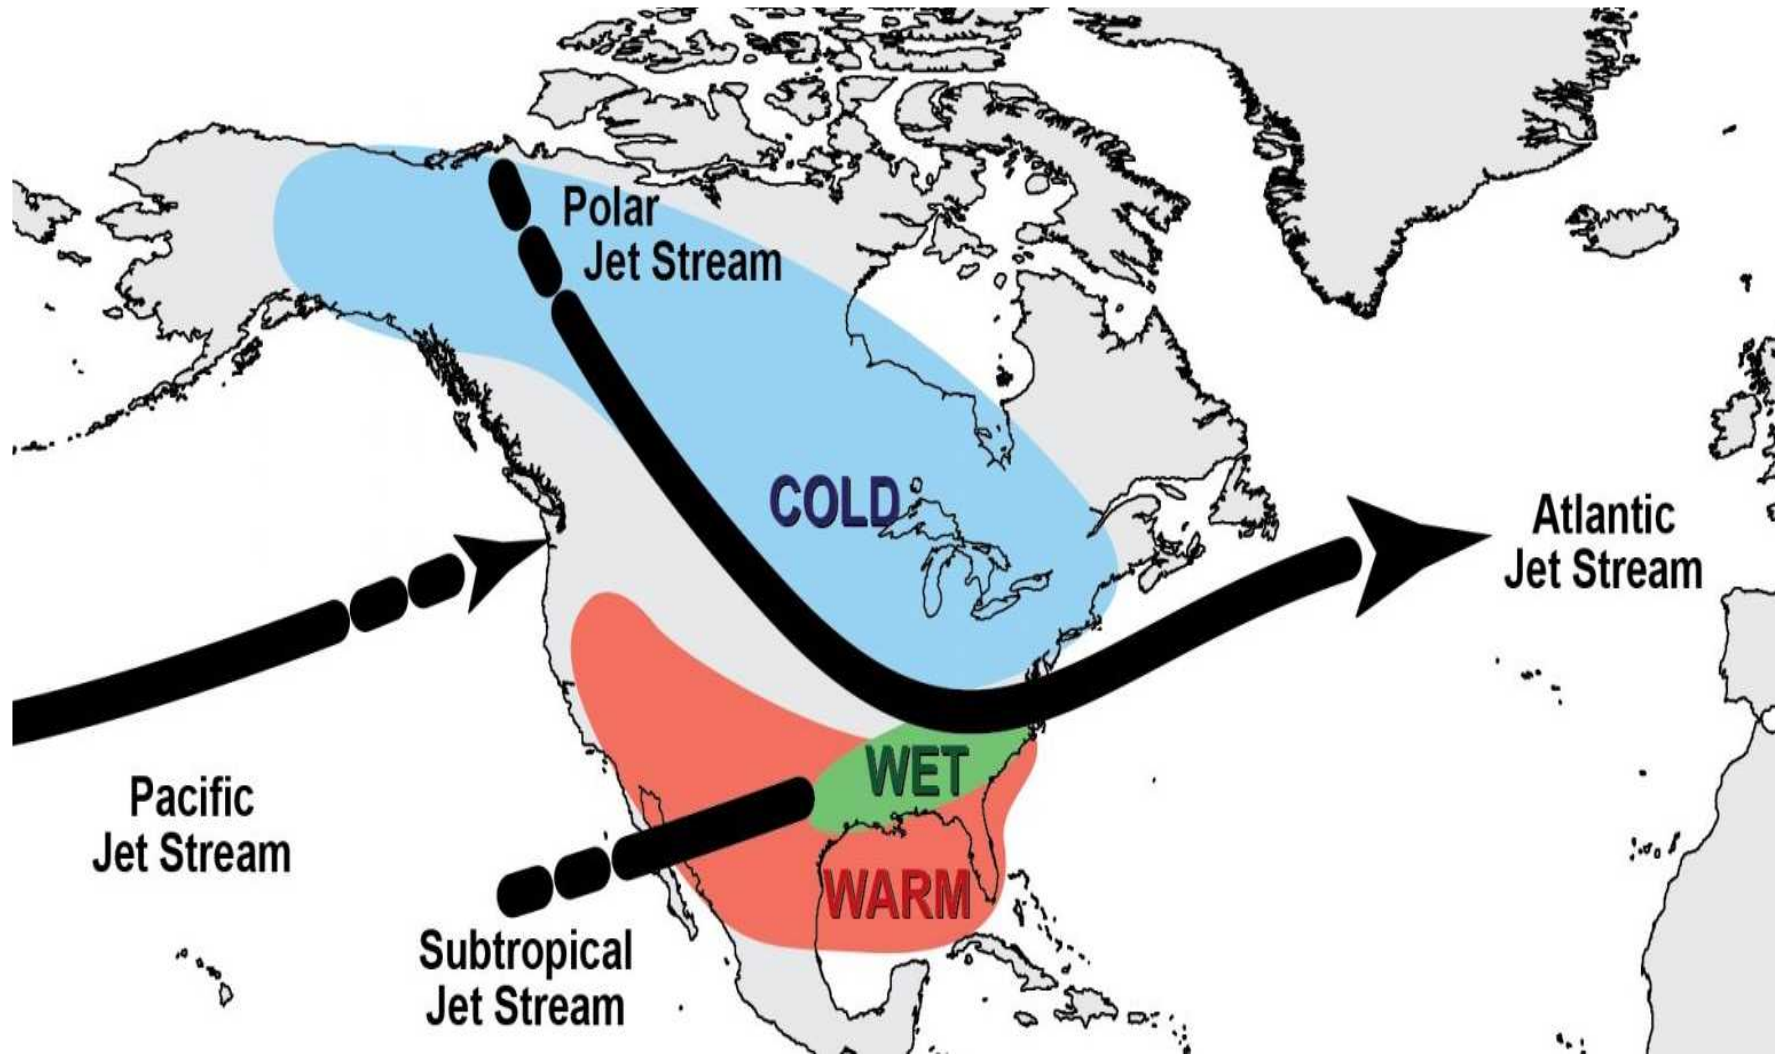 Polar
Jet Stream
COLD
Atlantic
Jet Stream
WET
Pacific
Jet Stream
WARM
Subtropical
Jet Stream